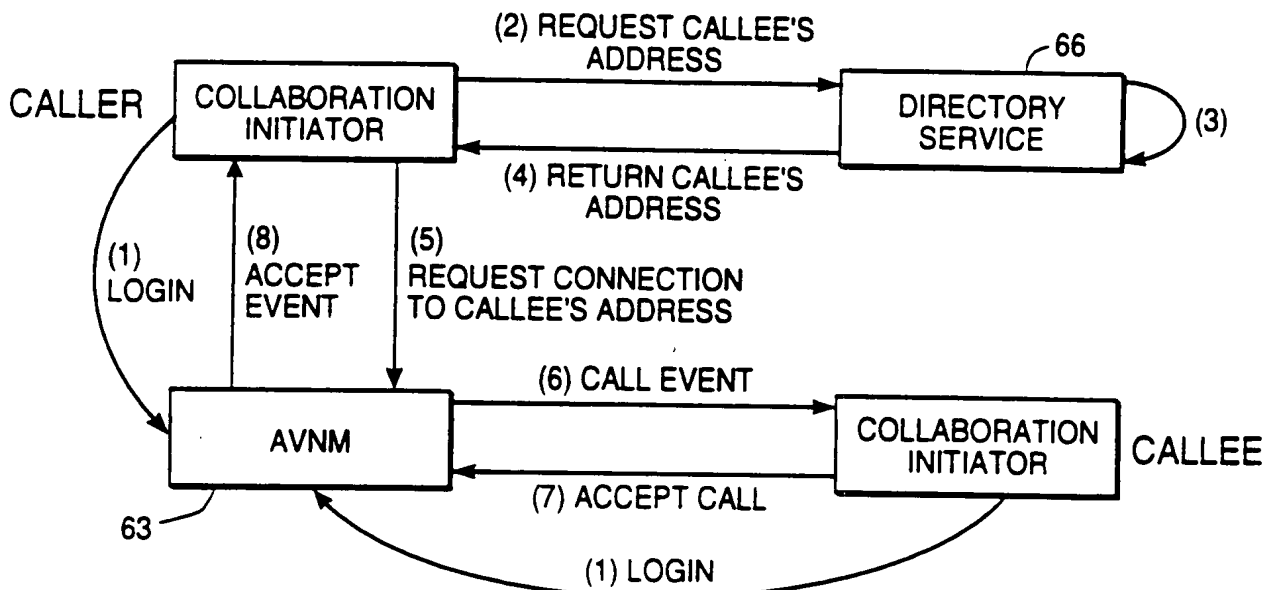 (2) REQUEST CALLEE'S
ADDRESS
66
CALLER
COLLABORATION
INITIATOR
DIRECTORY
SERVICE
(3)
(4) RETURN CALLEE'S
ADDRESS
(1)
LOGIN
(8)
ACCEPT
EVENT
(5)
REQUEST CONNECTION
TO CALLEE'S ADDRESS
(6) CALL EVENT
AVNM
COLLABORATION
INITIATOR
CALLEE
(7) ACCEPT CALL
63
(1) LOGIN